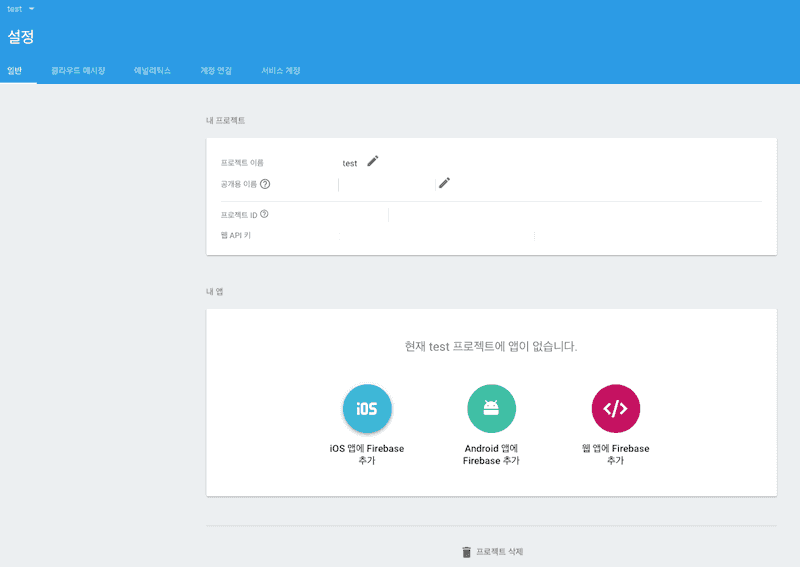 test
설정
일반 클라우드 메시징 애널리틱스 계정 연결 서비스 계정
내 프로젝트
프로젝트 이름 test
공개용 이름
프로젝트 ID
웹 API 키
내 앱
현재 test 프로젝트에 앱이 없습니다.
iOS
</>
iOS 앱에 Firebase
추가
Android 앱에
Firebase 추가
웹 앱에 Firebase
추가
프로젝트 삭제